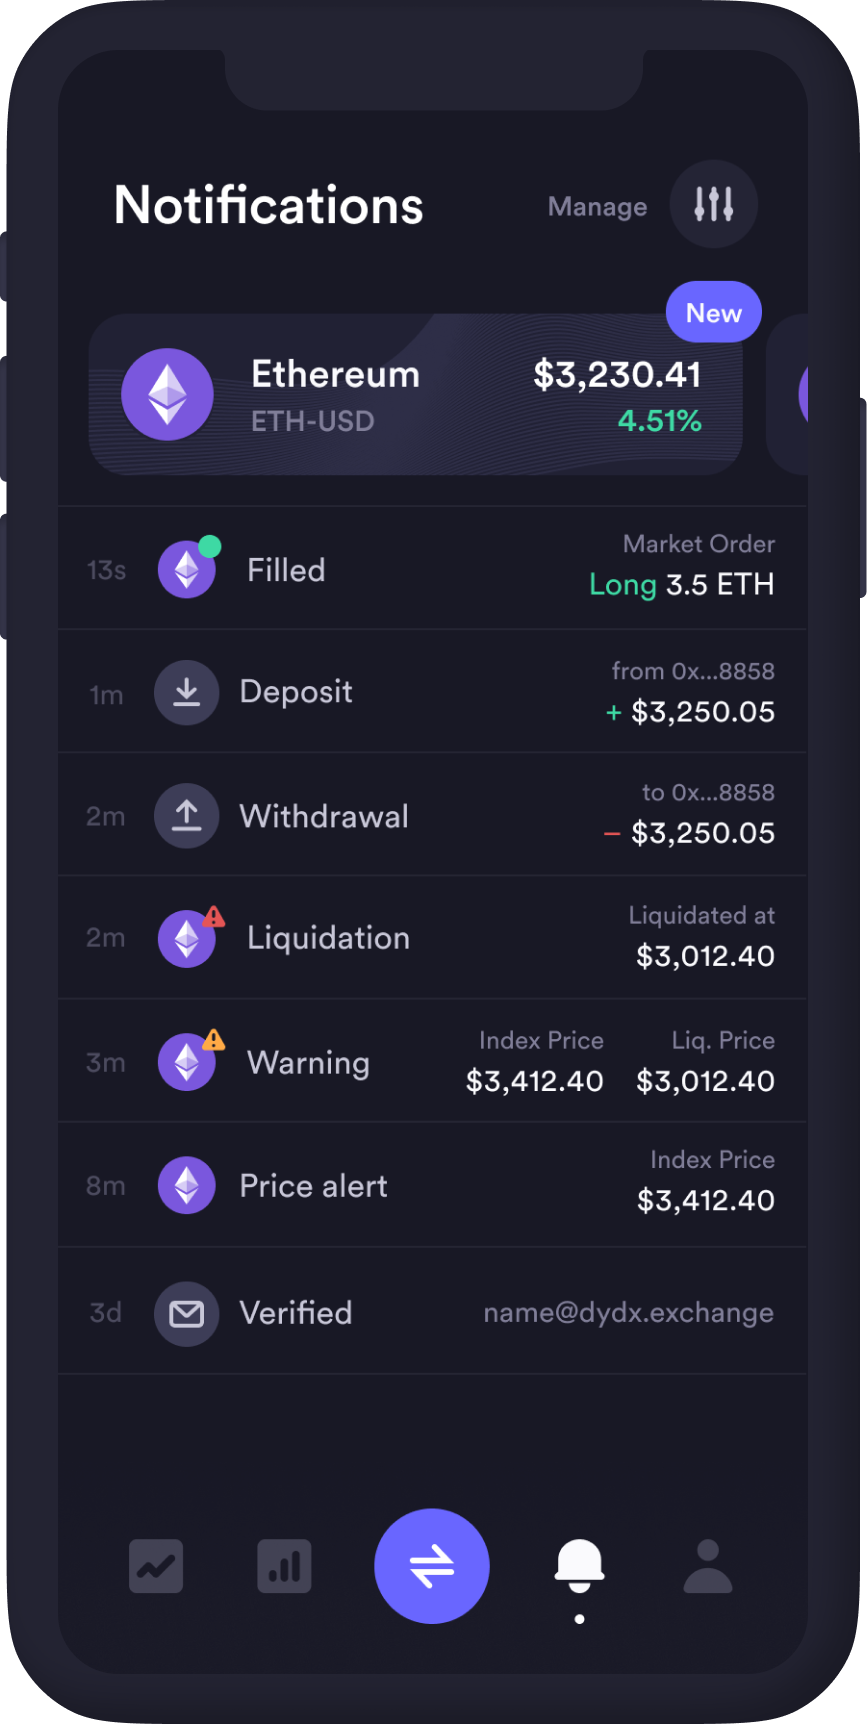 Notifications
Manage
New
Ethereum
$3,230.41
ETH-USD
4.51%
13s
Filled
Market Order
Long 3.5 ETH
1m
Deposit
from 0x...8858
+ $3,250.05
2m
Withdrawal
to 0x...8858
– $3,250.05
2m
Liquidation
Liquidated at
$3,012.40
3m
Warning
Index Price
$3,412.40
Liq. Price
$3,012.40
8m
Price alert
Index Price
$3,412.40
3d
Verified
name@dydx.exchange